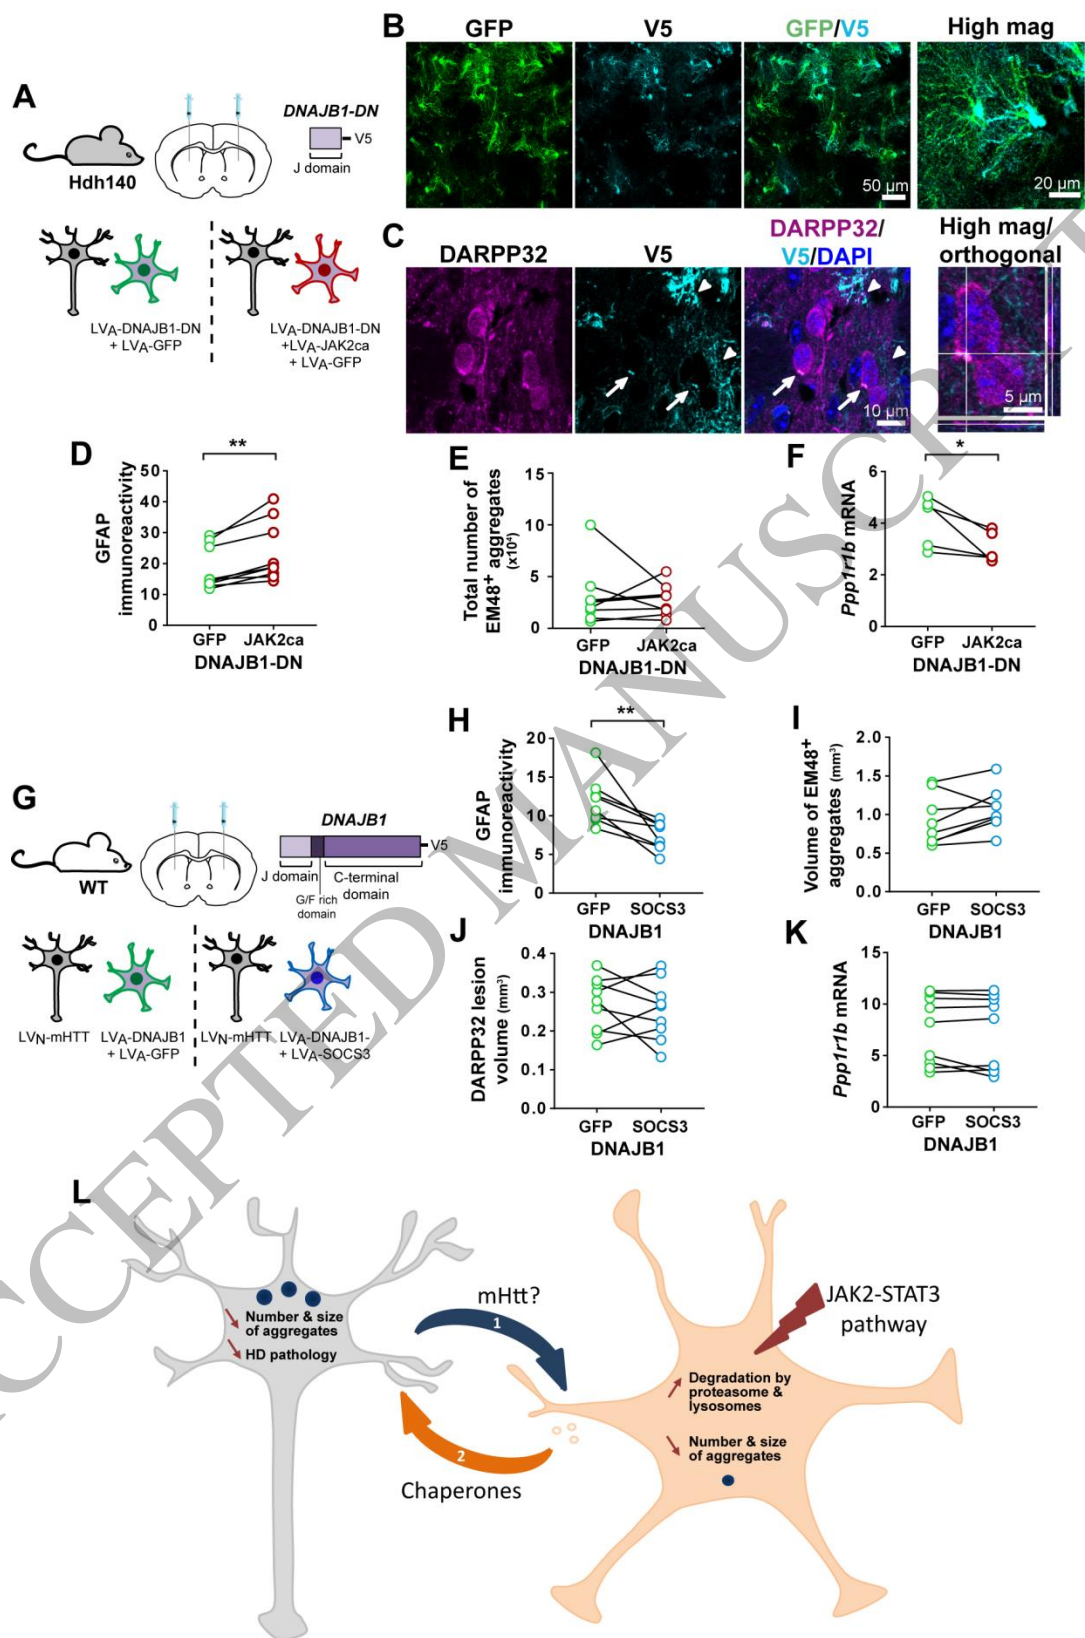 A
Hdh140
DNAJB1-DN
V5
J domain
LVA-DNAJB1-DN
+ LVA-GFP
LVA-DNAJB1-DN
+LVA-JAK2ca
+ LVA-GFP
B
GFP
V5
GFP/V5
High mag
50 µm
20 µm
C
DARPP32
V5
DARPP32/
V5/DAPI
High mag/
orthogonal
10 µm
5 µm
D
**
GFAP
immunoreactivity
50
40
30
20
10
0
GFP
JAK2ca
DNAJB1-DN
E
Total number of
EM48+ aggregates
(x10⁴)
15
10
5
0
GFP
JAK2ca
DNAJB1-DN
F
*
Ppp1r1b mRNA
6
4
2
0
GFP
JAK2ca
DNAJB1-DN
G
WT
DNAJB1
V5
J domain
G/F rich
domain
C-terminal
domain
LVN-mHTT
LVA-DNAJB1
+ LVA-GFP
LVN-mHTT
LVA-DNAJB1-
+ LVA-SOCS3
H
**
GFAP
immunoreactivity
20
15
10
5
0
GFP
SOCS3
DNAJB1
I
Volume of EM48+
aggregates (mm³)
2.0
1.5
1.0
0.5
0.0
GFP
SOCS3
DNAJB1
J
DARPP32 lesion
volume (mm³)
0.4
0.3
0.2
0.1
0.0
GFP
SOCS3
DNAJB1
K
Ppp1r1b mRNA
15
10
5
0
GFP
SOCS3
DNAJB1
L
Number & size
of aggregates
HD pathology
mHtt?
1
2
Chaperones
JAK2-STAT3
pathway
Degradation by
proteasome &
lysosomes
Number & size
of aggregates
ACCEPTED MANUSCRIPT